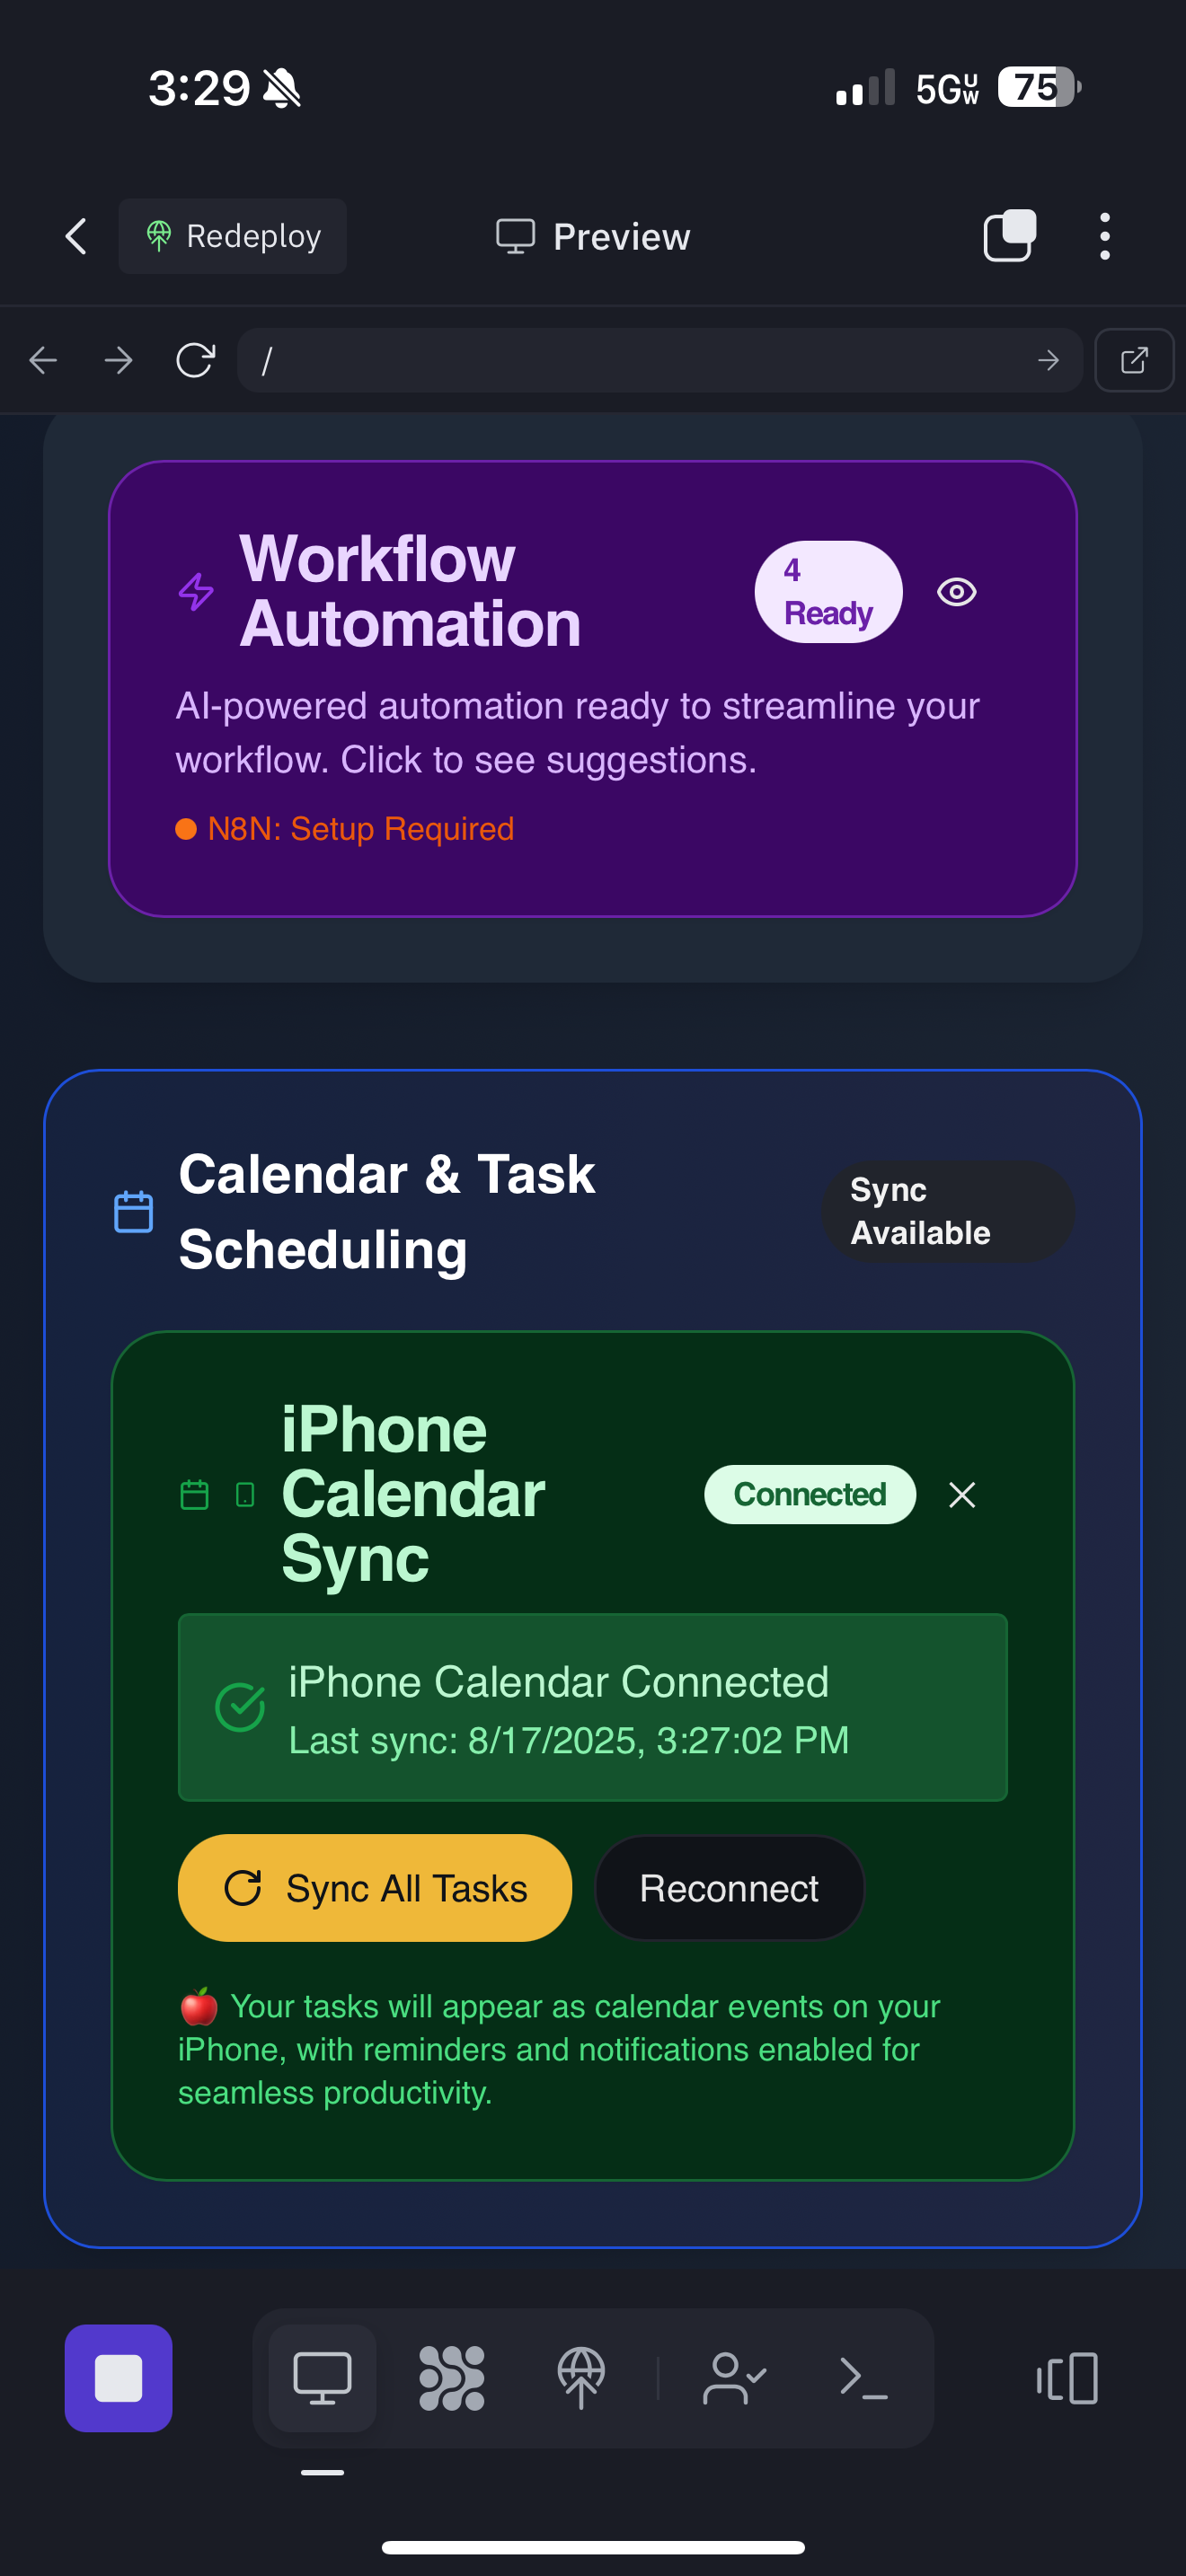 3:29
5G UW
75
Redeploy
Preview
/
Workflow
Automation
4
Ready
AI-powered automation ready to streamline your
workflow. Click to see suggestions.
N8N: Setup Required
Calendar & Task
Scheduling
Sync
Available
iPhone
Calendar
Sync
Connected
iPhone Calendar Connected
Last sync: 8/17/2025, 3:27:02 PM
Sync All Tasks
Reconnect
🍎 Your tasks will appear as calendar events on your
iPhone, with reminders and notifications enabled for
seamless productivity.